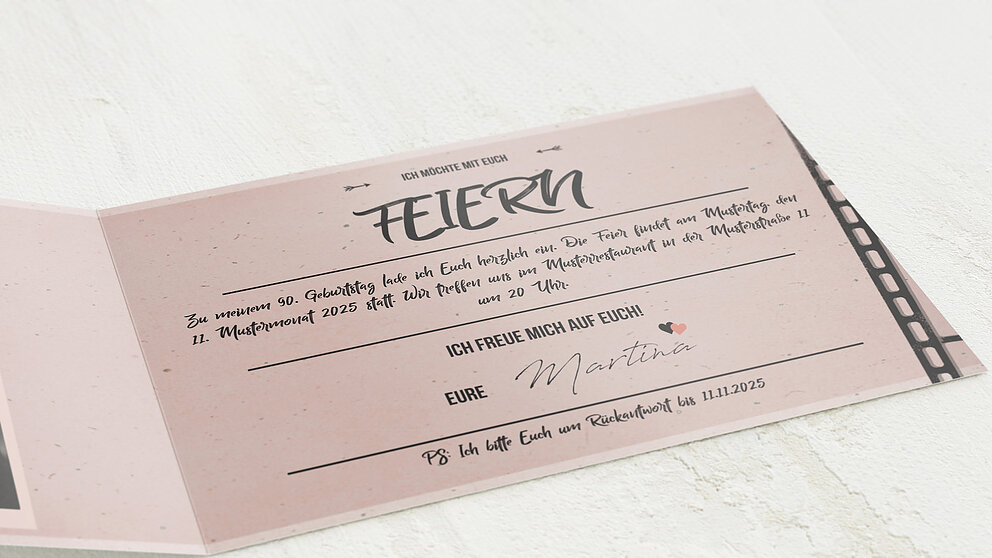 ICH MÖCHTE MIT EUCH
FEIERN
Zu meinem 90. Geburtstag lade ich Euch herzlich ein. Die Feier findet am Mustertag, den
11. Mustermonat 2025 statt. Wir treffen uns im Musterrestaurant in der Musterstraße 11
um 20 Uhr.
ICH FREUE MICH AUF EUCH!
EURE Martina
PS: Ich bitte Euch um Rückantwort bis 11.11.2025